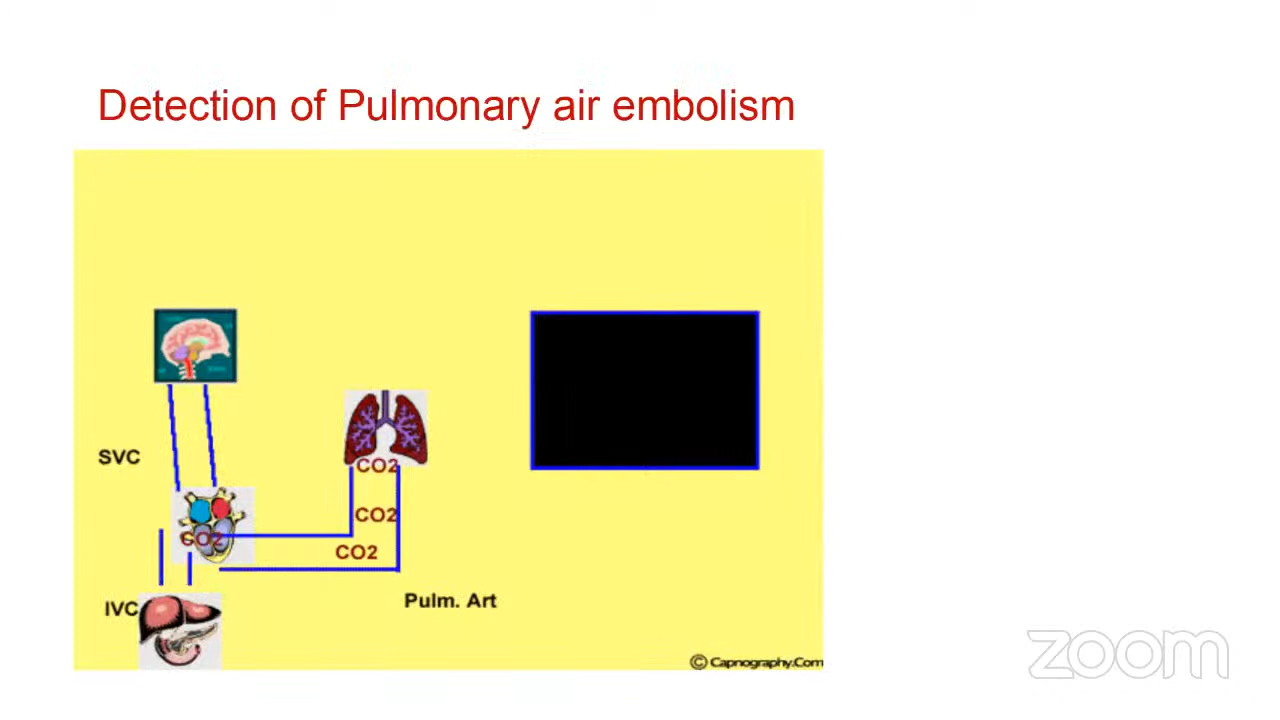 Detection of Pulmonary air embolism
SVC
CO2
CO2
CO2
CO2
IVC
Pulm. Art
© Capnography.Com
zoom